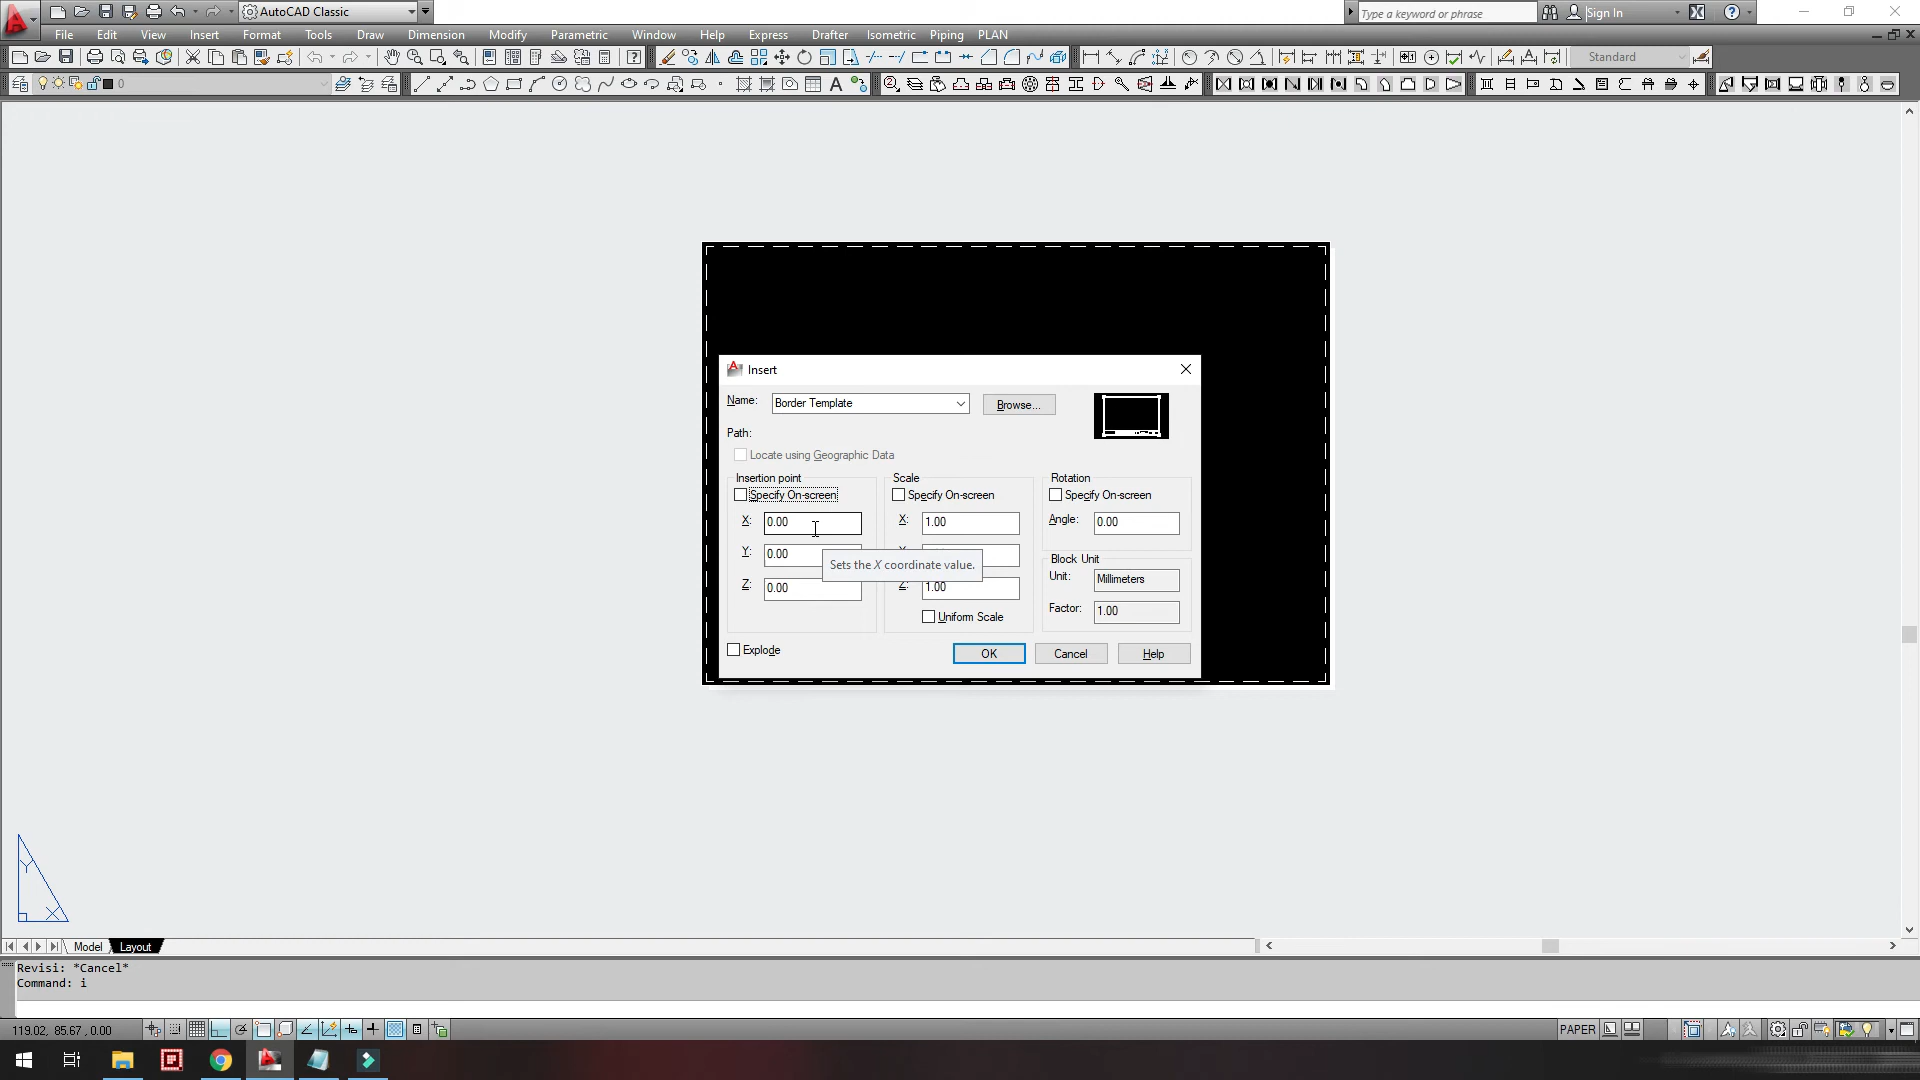 AutoCAD Classic
Type a keyword or phrase
Sign In
File Edit View Insert Format Tools Draw Dimension Modify Parametric Window Help Express Drafter Isometric Piping PLAN
Standard
0
Insert
Name: Border Template Browse...
Path:
Locate using Geographic Data
Insertion point
Specify On-screen
X: 0.00
Y: 0.00
Z: 0.00
Scale
Specify On-screen
X: 1.00
Sets the X coordinate value.
Z: 1.00
Uniform Scale
Rotation
Specify On-screen
Angle: 0.00
Block Unit
Unit: Millimeters
Factor: 1.00
Explode
OK Cancel Help
Y
X
Model Layout
Revisi: *Cancel*
Command: i
119.02, 85.67, 0.00
PAPER